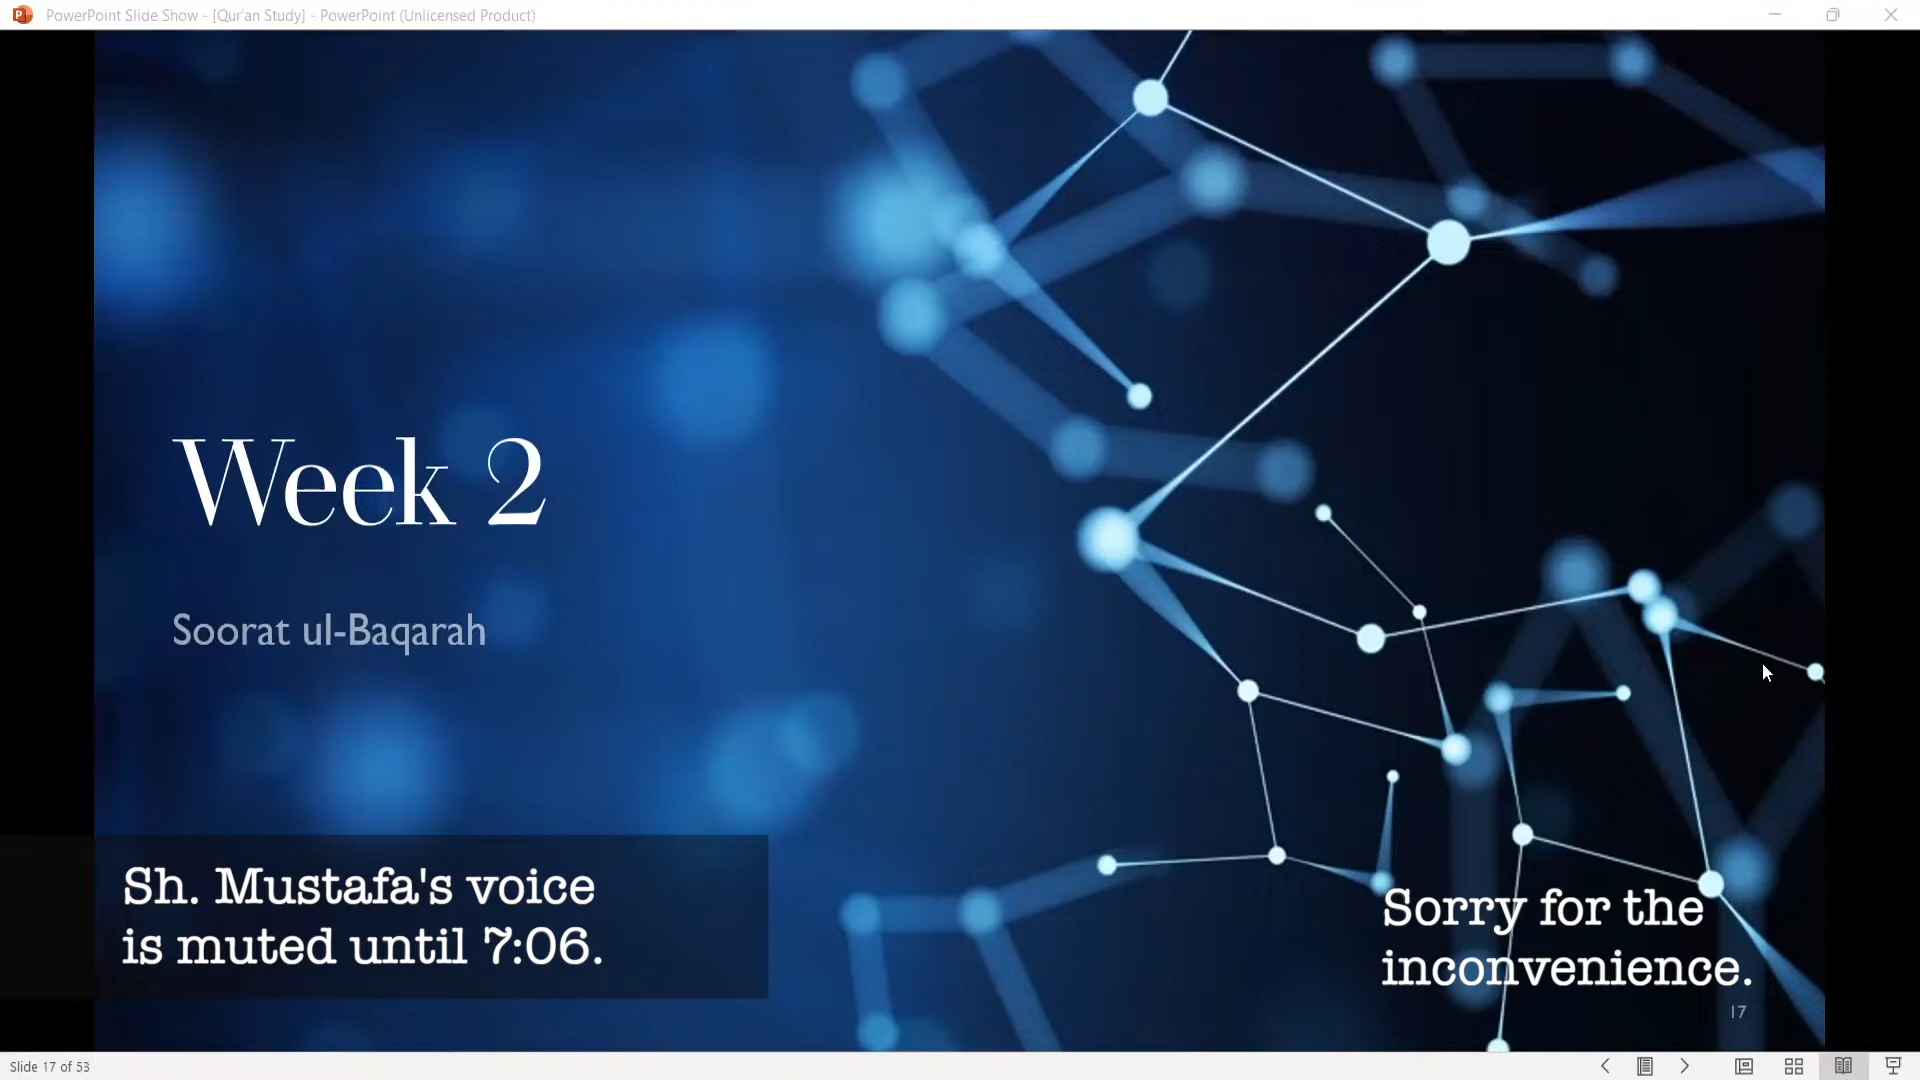 PowerPoint Slide Show - [Qur'an Study] - PowerPoint (Unlicensed Product)
Week 2
Soorat ul-Baqarah
Sh. Mustafa's voice
is muted until 7:06.
Sorry for the
inconvenience.
17
Slide 17 of 53